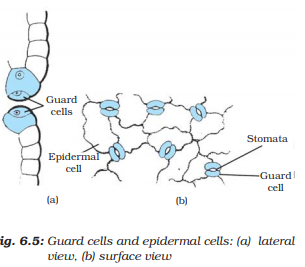 Guard
cells
Epidermal
cell
Stomata
Guard
cell
(a)
(b)
ig. 6.5: Guard cells and epidermal cells: (a) lateral
view, (b) surface view